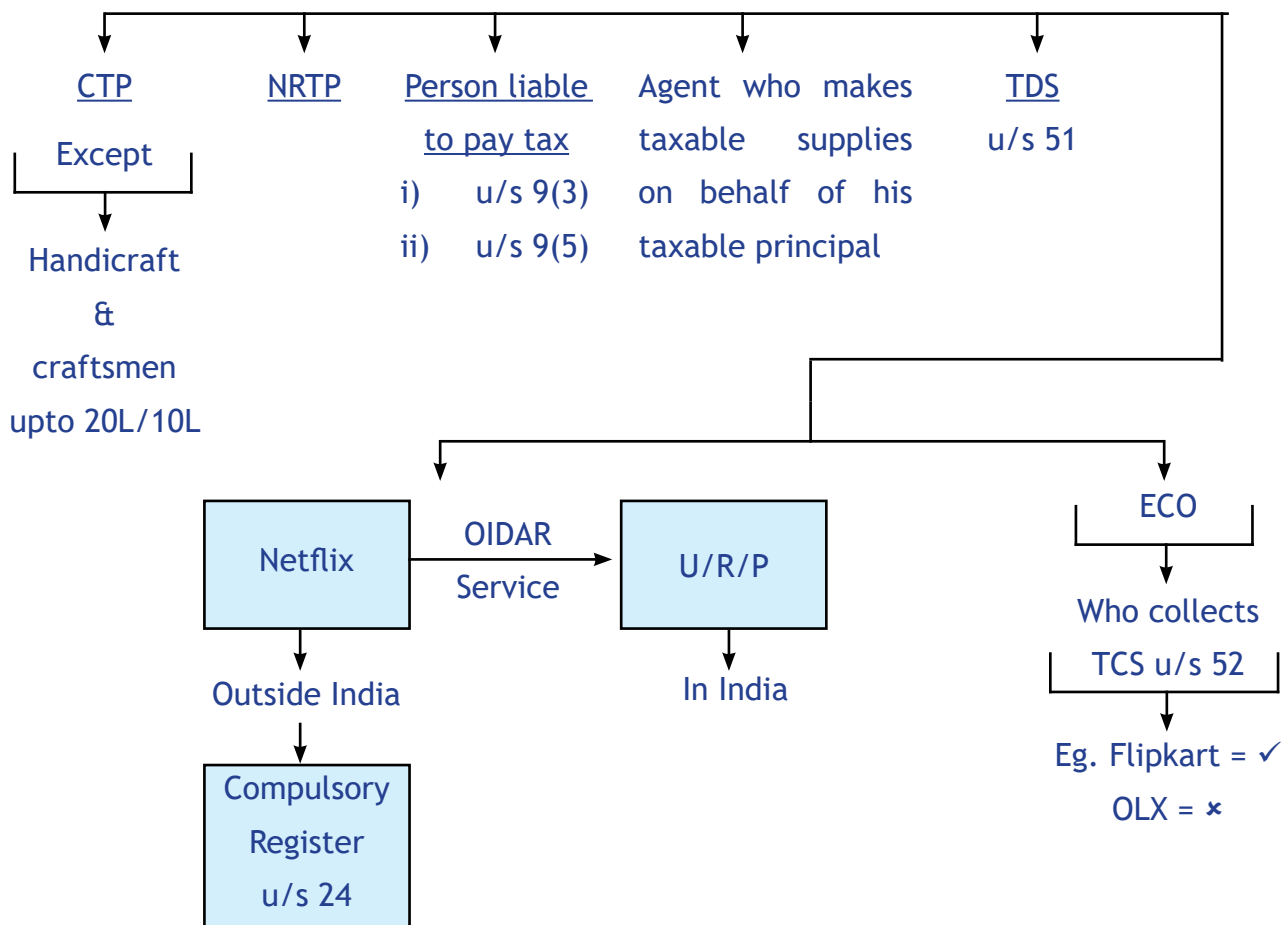 CTP
Except
Handicraft
&
craftsmen
upto 20L/10L
NRTP
Person liable
to pay tax
i) u/s 9(3)
ii) u/s 9(5)
Agent who makes
taxable supplies
on behalf of his
taxable principal
TDS
u/s 51
Netflix
OIDAR
Service
U/R/P
Outside India
In India
Compulsory
Register
u/s 24
ECO
Who collects
TCS u/s 52
Eg. Flipkart = ✓
OLX = ×